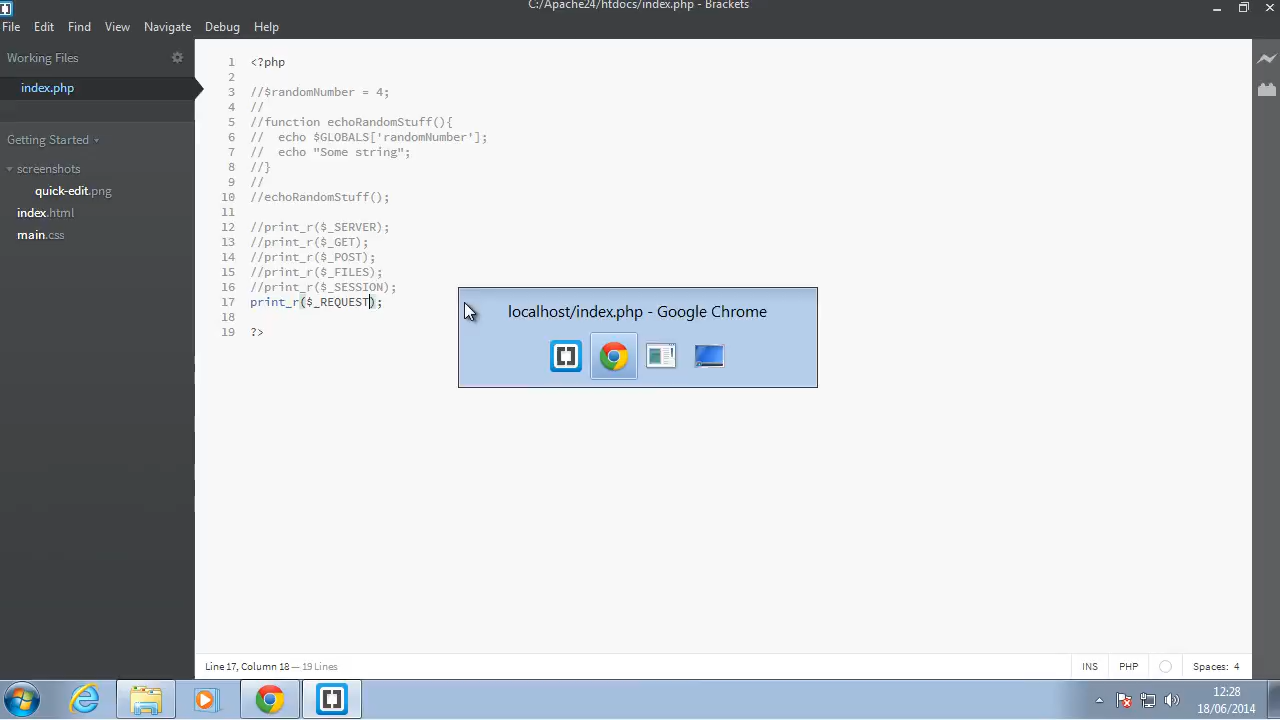 C:/Apache24/htdocs/index.php - Brackets
File Edit Find View Navigate Debug Help
Working Files
index.php
Getting Started
screenshots
quick-edit.png
index.html
main.css
1 <?php
2
3 //$randomNumber = 4;
4 //
5 //function echoRandomStuff(){
6 //  echo $GLOBALS['randomNumber'];
7 //  echo "Some string";
8 //}
9 //
10 //echoRandomStuff();
11
12 //print_r($_SERVER);
13 //print_r($_GET);
14 //print_r($_POST);
15 //print_r($_FILES);
16 //print_r($_SESSION);
17 print_r($_REQUEST);
18
19 ?>
localhost/index.php - Google Chrome
Line 17, Column 18 — 19 Lines
INS PHP Spaces: 4
12:28
18/06/2014